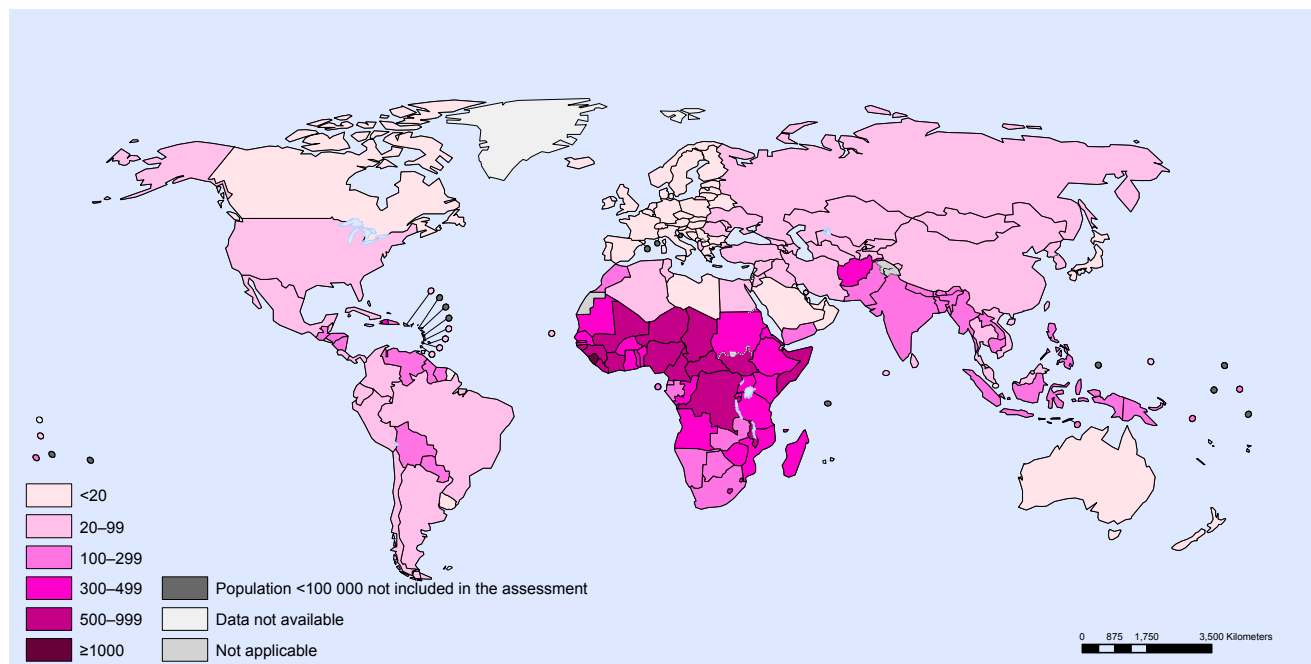 <20
20–99
100–299
300–499
500–999
≥1000
Population <100 000 not included in the assessment
Data not available
Not applicable
0 875 1,750 3,500 Kilometers